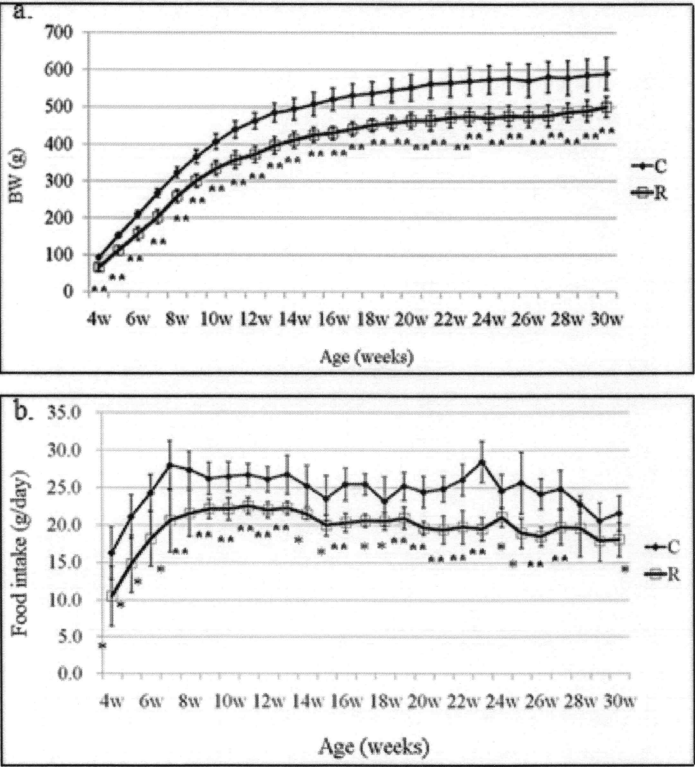 a.
700
600
500
400
300
200
100
0
BW (g)
** ** ** ** ** ** ** ** ** ** ** ** ** ** ** ** ** ** ** ** ** ** ** ** ** ** **
C
R
4w 6w 8w 10w 12w 14w 16w 18w 20w 22w 24w 26w 28w 30w
Age (weeks)
b.
35.0
30.0
25.0
20.0
15.0
10.0
5.0
0.0
Food intake (g/day)
* * * * ** ** ** ** ** ** * * ** * * ** ** ** ** ** * * ** ** *
C
R
4w 6w 8w 10w 12w 14w 16w 18w 20w 22w 24w 26w 28w 30w
Age (weeks)